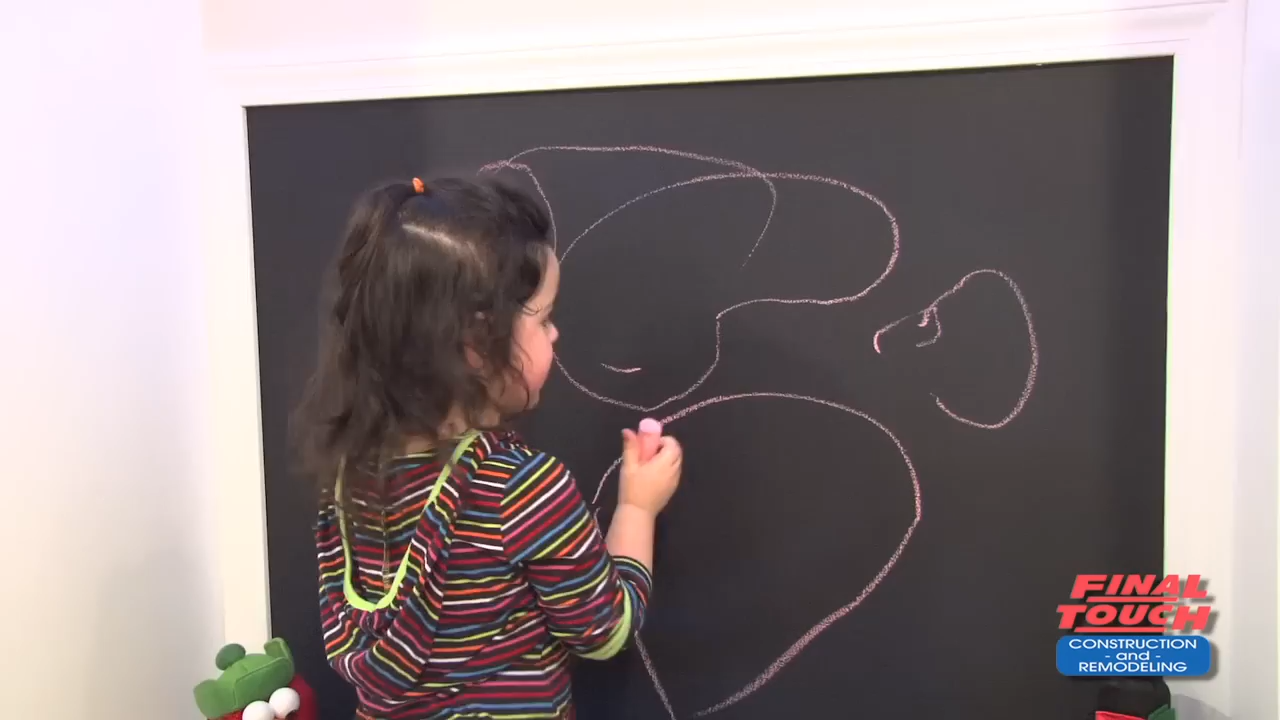 FINAL
TOUCH
CONSTRUCTION
- and -
REMODELING